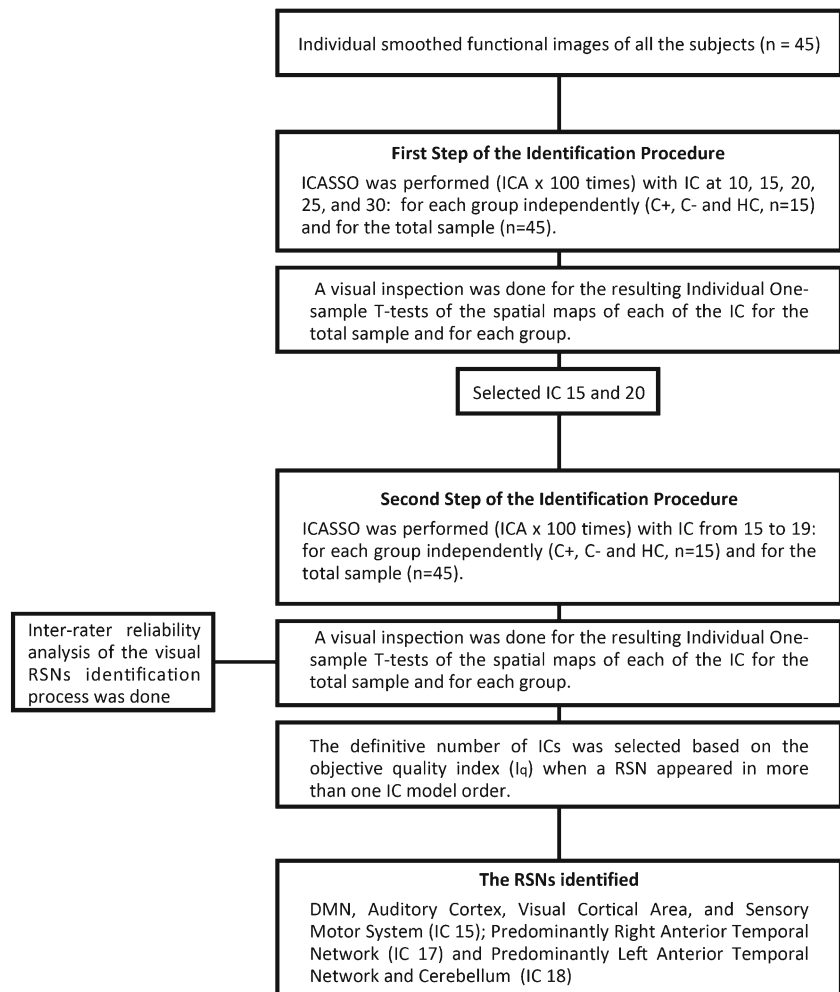 Individual smoothed functional images of all the subjects (n = 45)
First Step of the Identification Procedure
ICASSO was performed (ICA x 100 times) with IC at 10, 15, 20,
25, and 30: for each group independently (C+, C- and HC, n=15)
and for the total sample (n=45).
A visual inspection was done for the resulting Individual One-
sample T-tests of the spatial maps of each of the IC for the
total sample and for each group.
Selected IC 15 and 20
Second Step of the Identification Procedure
ICASSO was performed (ICA x 100 times) with IC from 15 to 19:
for each group independently (C+, C- and HC, n=15) and for the
total sample (n=45).
Inter-rater reliability
analysis of the visual
RSNs identification
process was done
A visual inspection was done for the resulting Individual One-
sample T-tests of the spatial maps of each of the IC for the
total sample and for each group.
The definitive number of ICs was selected based on the
objective quality index (Iq) when a RSN appeared in more
than one IC model order.
The RSNs identified
DMN, Auditory Cortex, Visual Cortical Area, and Sensory
Motor System (IC 15); Predominantly Right Anterior Temporal
Network (IC 17) and Predominantly Left Anterior Temporal
Network and Cerebellum (IC 18)